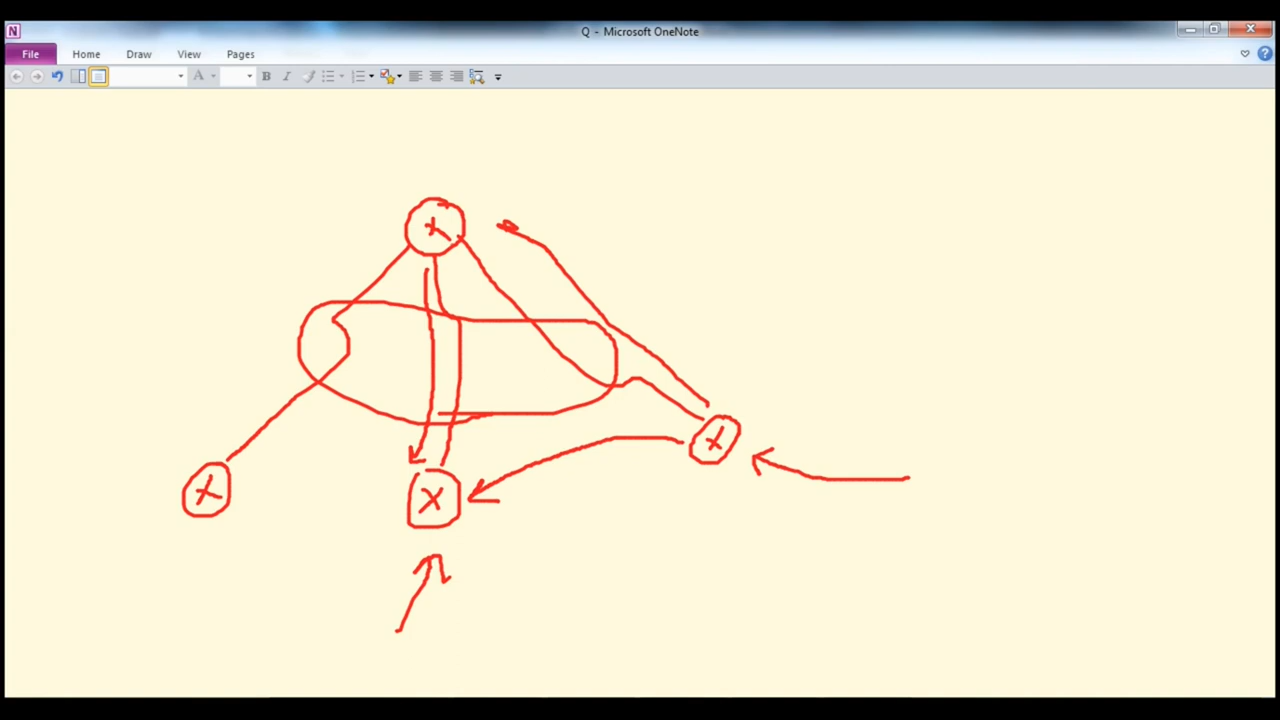 Q - Microsoft OneNote
File Home Draw View Pages
A B I
X
X
X X